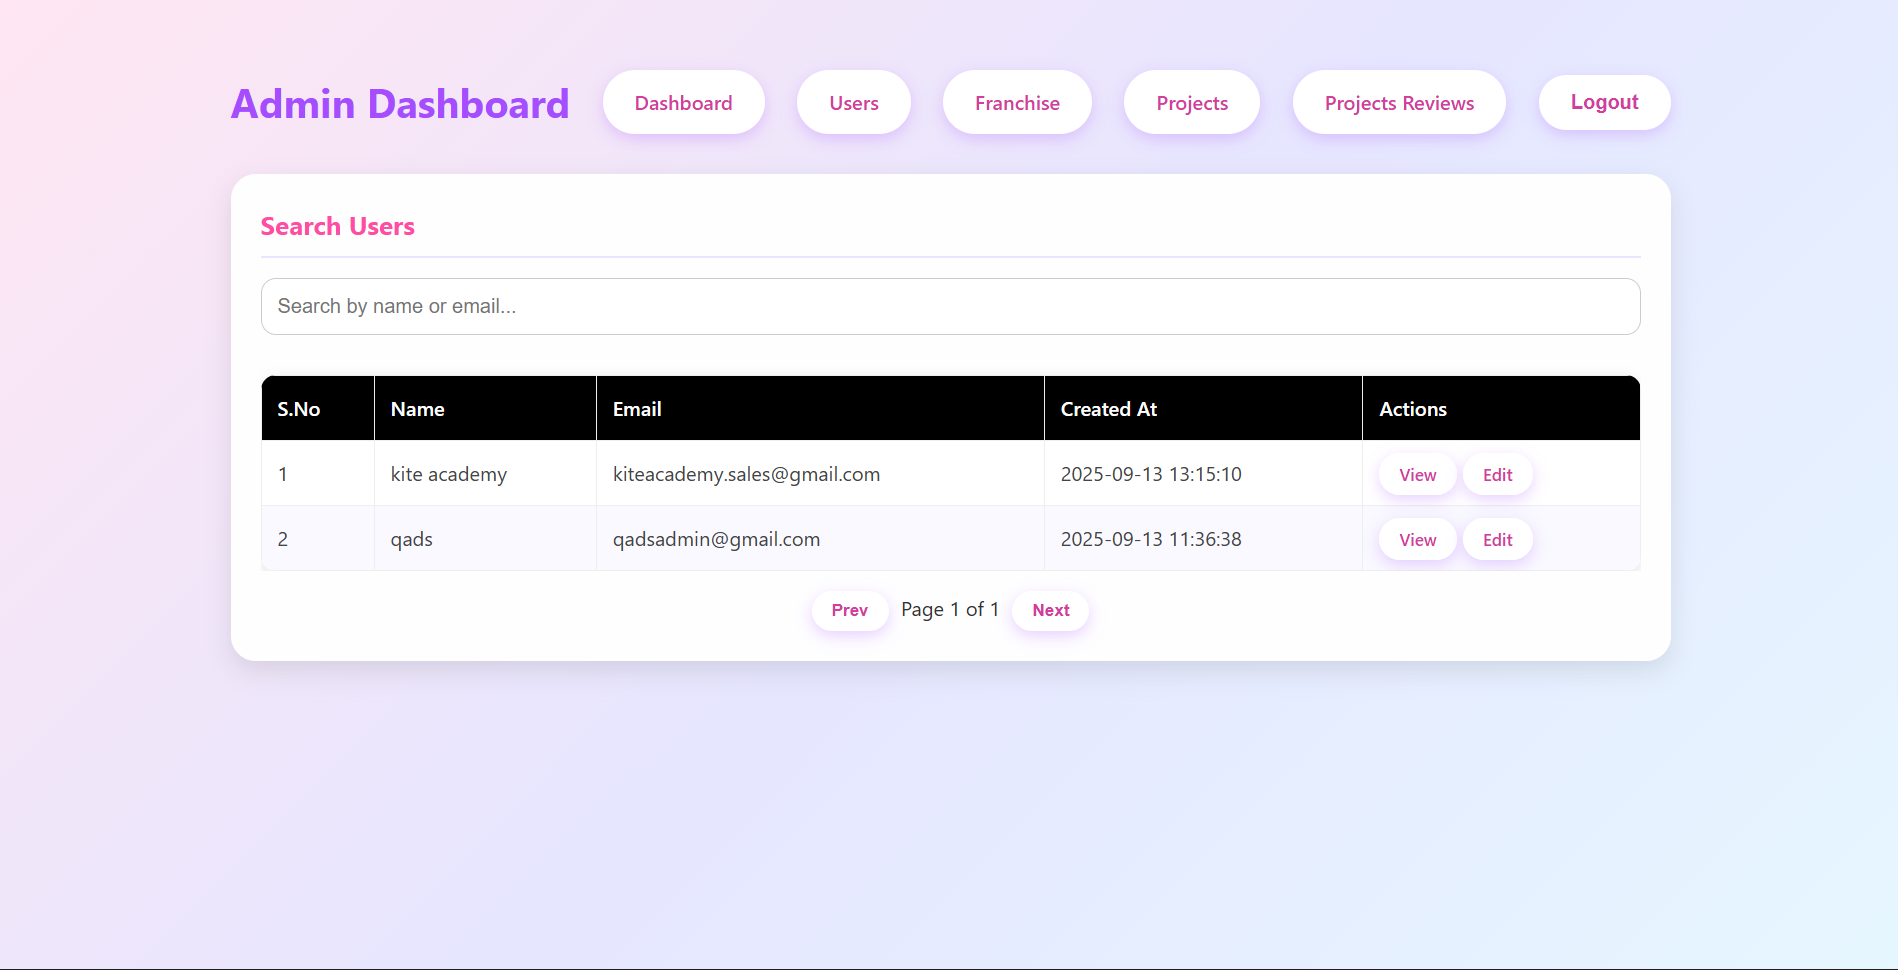 Admin Dashboard Dashboard Users Franchise Projects Projects Reviews Logout
Search Users
Search by name or email...
S.No Name Email Created At Actions
1 kite academy kiteacademy.sales@gmail.com 2025-09-13 13:15:10 View Edit
2 qads qadsadmin@gmail.com 2025-09-13 11:36:38 View Edit
Prev Page 1 of 1 Next